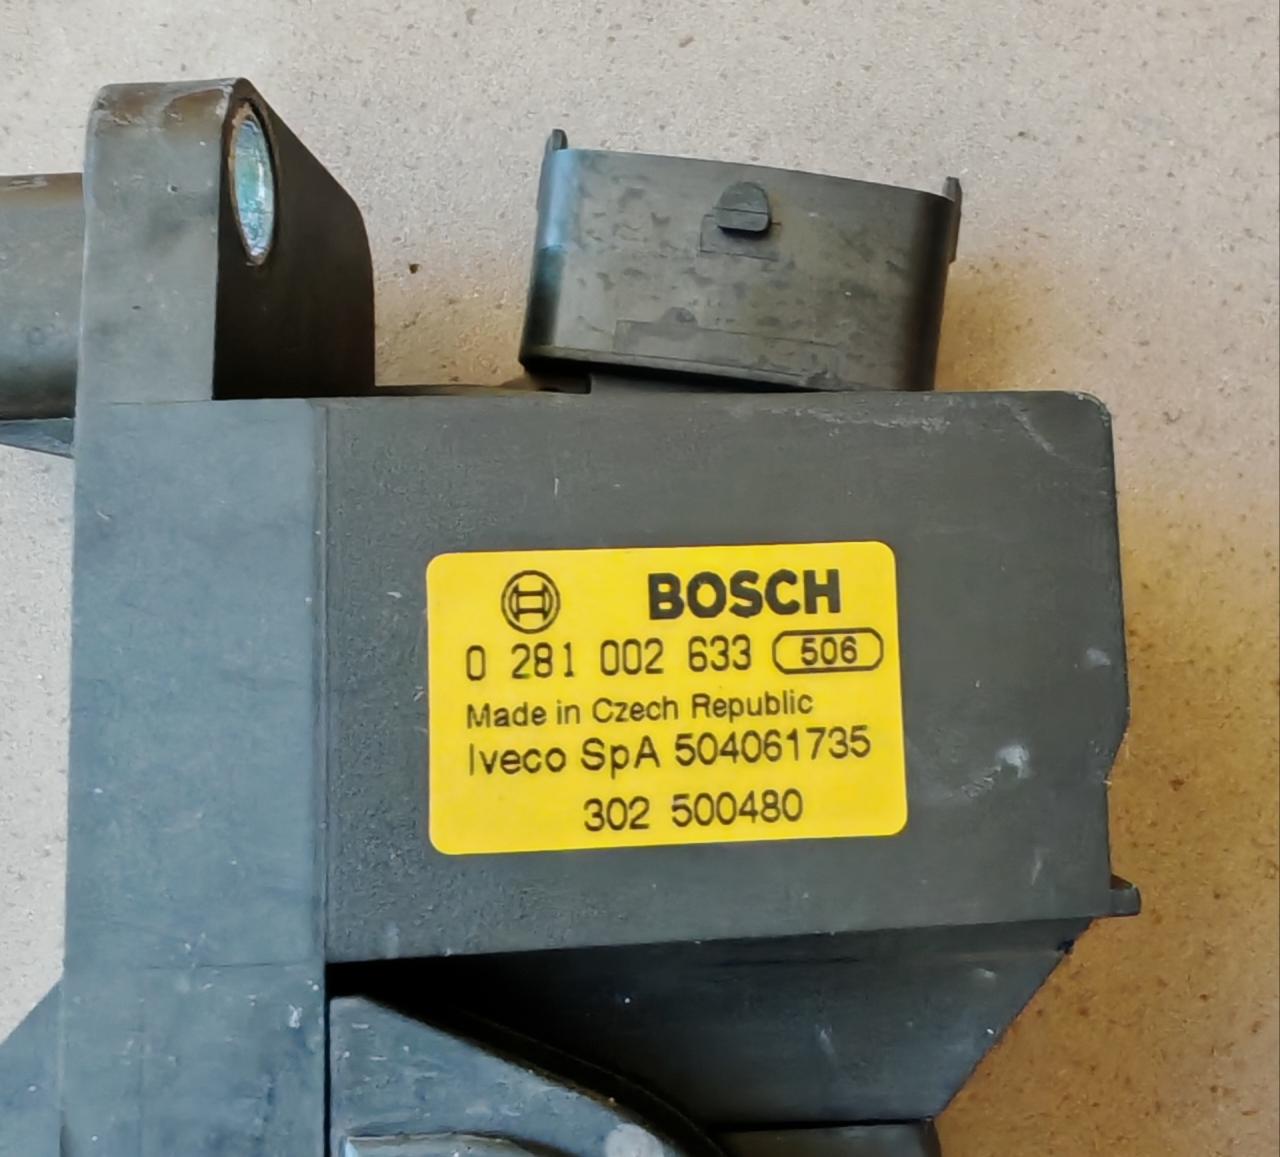 BOSCH
0 281 002 633 506
Made in Czech Republic
Iveco SpA 504061735
302 500480